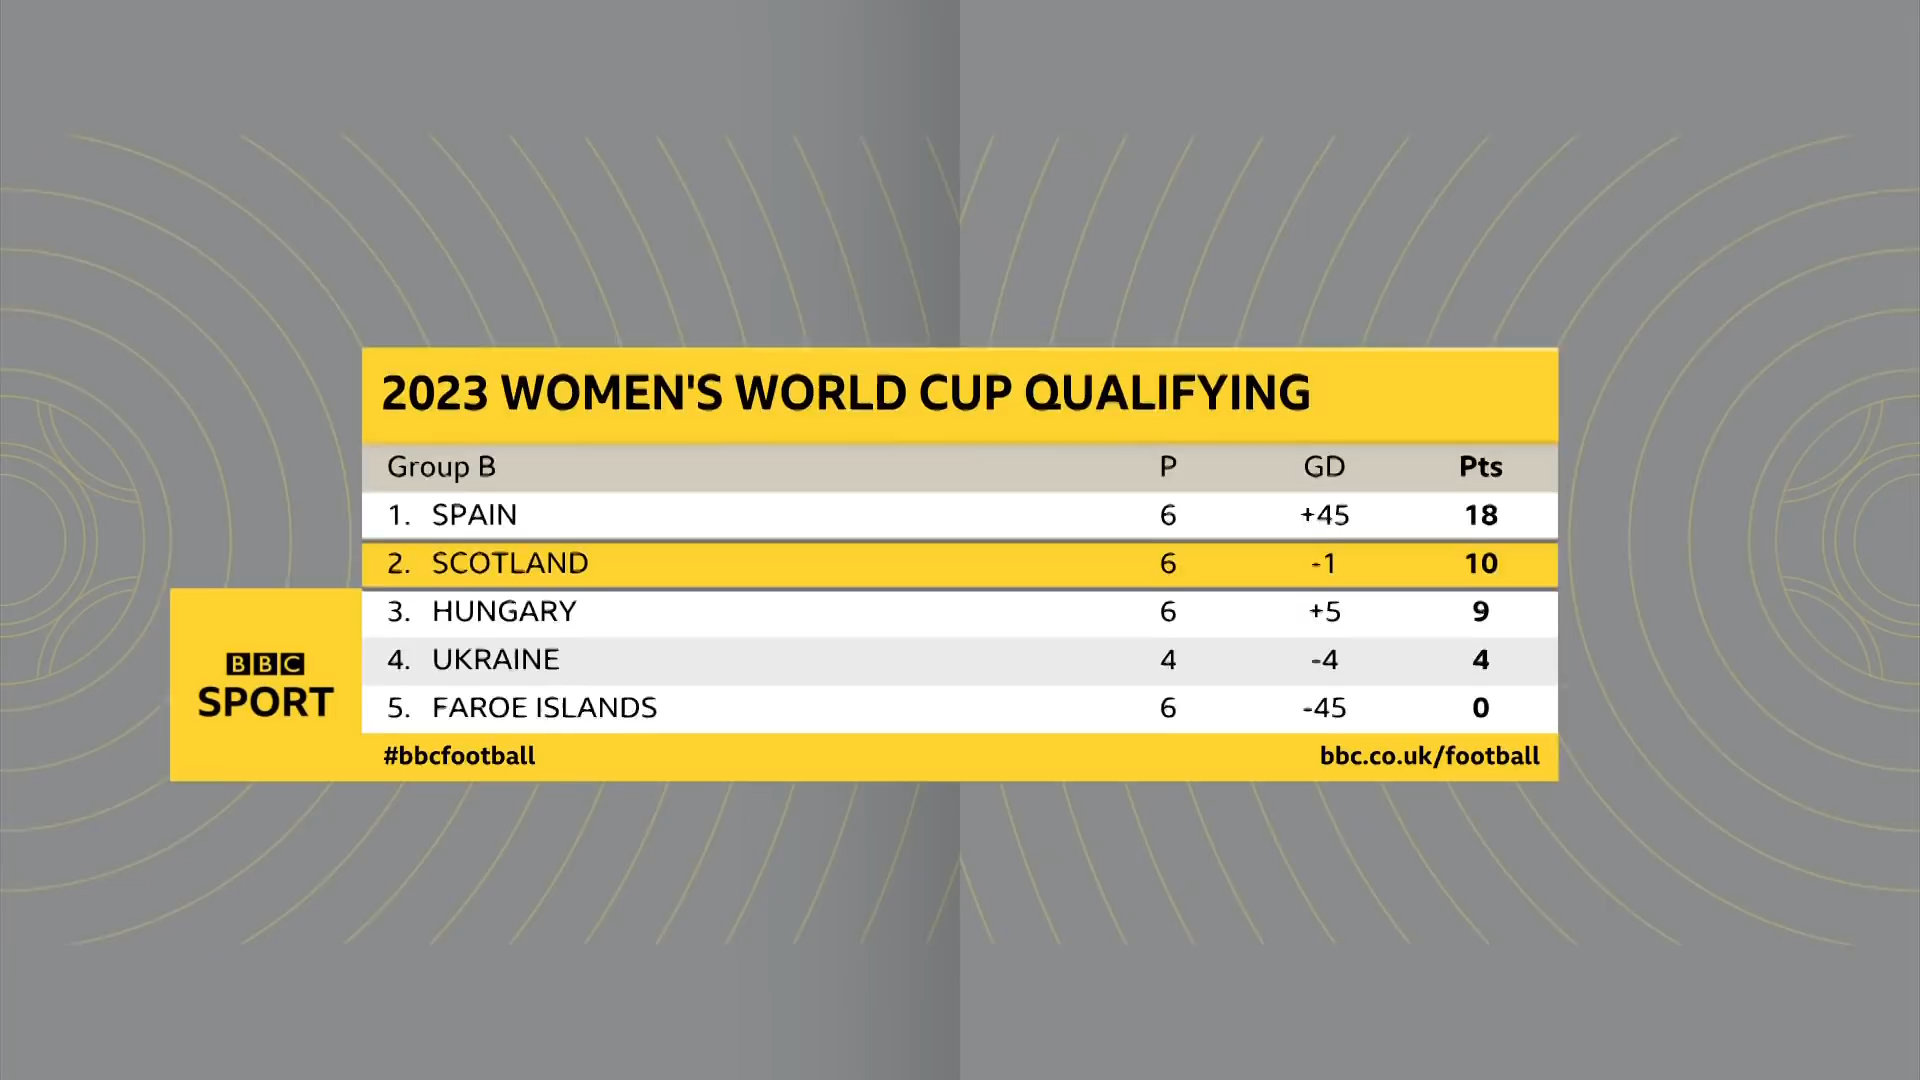 2023 WOMEN'S WORLD CUP QUALIFYING
Group B P GD Pts
1. SPAIN 6 +45 18
2. SCOTLAND 6 -1 10
3. HUNGARY 6 +5 9
4. UKRAINE 4 -4 4
5. FAROE ISLANDS 6 -45 0
BBC
SPORT
#bbcfootball bbc.co.uk/football